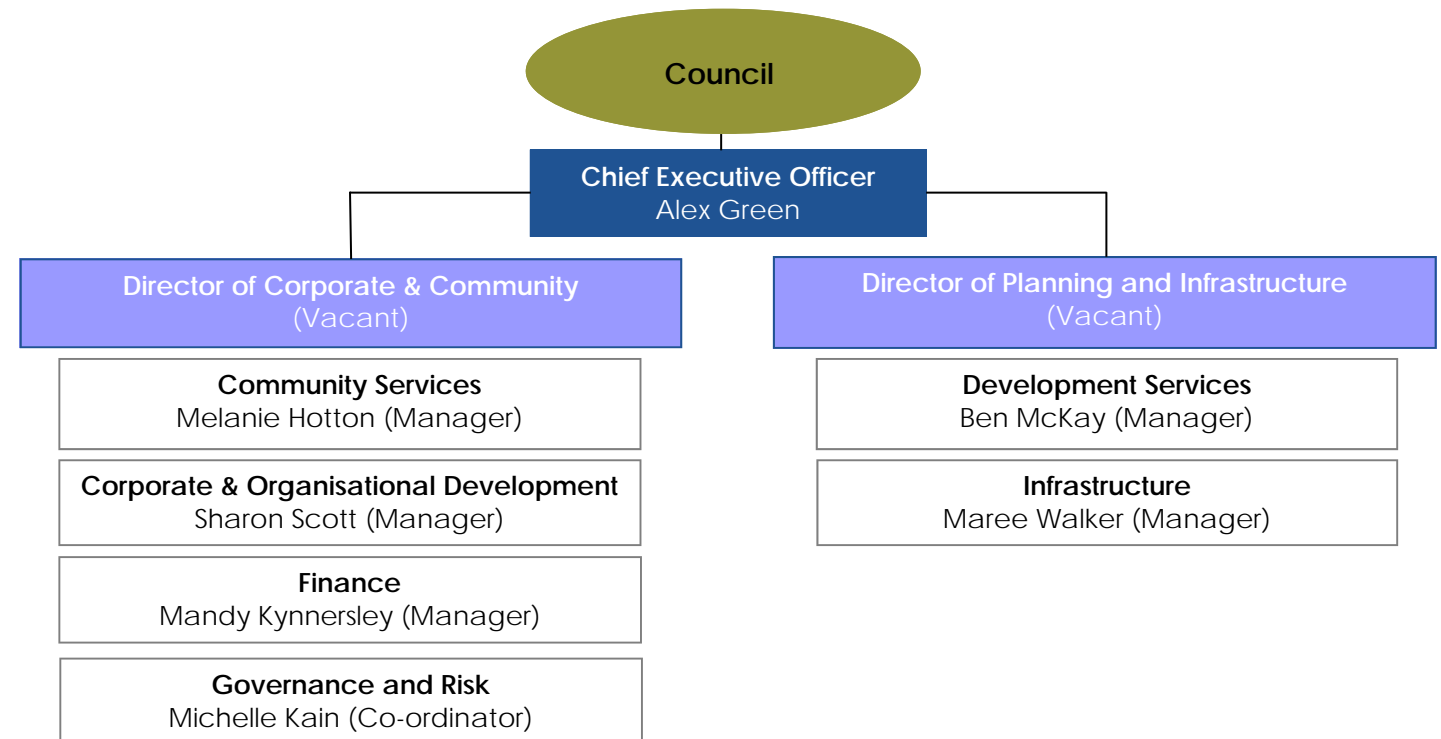 Council
Chief Executive Officer
Alex Green
Director of Corporate & Community
(Vacant)
Community Services
Melanie Hotton (Manager)
Corporate & Organisational Development
Sharon Scott (Manager)
Finance
Mandy Kynnersley (Manager)
Governance and Risk
Michelle Kain (Co-ordinator)
Director of Planning and Infrastructure
(Vacant)
Development Services
Ben McKay (Manager)
Infrastructure
Maree Walker (Manager)